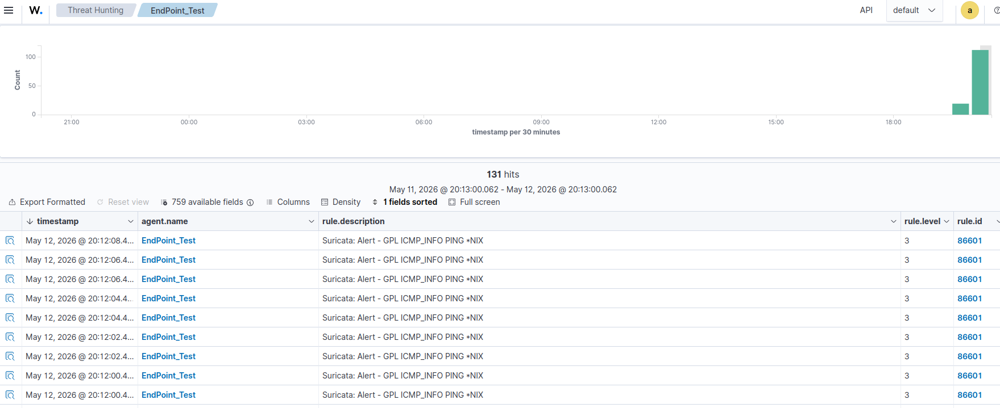 W. Threat Hunting EndPoint_Test API default a
100
50
0
Count
21:00 00:00 03:00 06:00 09:00 12:00 15:00 18:00
timestamp per 30 minutes
131 hits
May 11, 2026 @ 20:13:00.062 - May 12, 2026 @ 20:13:00.062
Export Formatted Reset view 759 available fields Columns Density 1 fields sorted Full screen
timestamp agent.name rule.description rule.level rule.id
May 12, 2026 @ 20:12:08.4... EndPoint_Test Suricata: Alert - GPL ICMP_INFO PING *NIX 3 86601
May 12, 2026 @ 20:12:06.4... EndPoint_Test Suricata: Alert - GPL ICMP_INFO PING *NIX 3 86601
May 12, 2026 @ 20:12:06.4... EndPoint_Test Suricata: Alert - GPL ICMP_INFO PING *NIX 3 86601
May 12, 2026 @ 20:12:04.4... EndPoint_Test Suricata: Alert - GPL ICMP_INFO PING *NIX 3 86601
May 12, 2026 @ 20:12:04.4... EndPoint_Test Suricata: Alert - GPL ICMP_INFO PING *NIX 3 86601
May 12, 2026 @ 20:12:02.4... EndPoint_Test Suricata: Alert - GPL ICMP_INFO PING *NIX 3 86601
May 12, 2026 @ 20:12:02.4... EndPoint_Test Suricata: Alert - GPL ICMP_INFO PING *NIX 3 86601
May 12, 2026 @ 20:12:00.4... EndPoint_Test Suricata: Alert - GPL ICMP_INFO PING *NIX 3 86601
May 12, 2026 @ 20:12:00.4... EndPoint_Test Suricata: Alert - GPL ICMP_INFO PING *NIX 3 86601